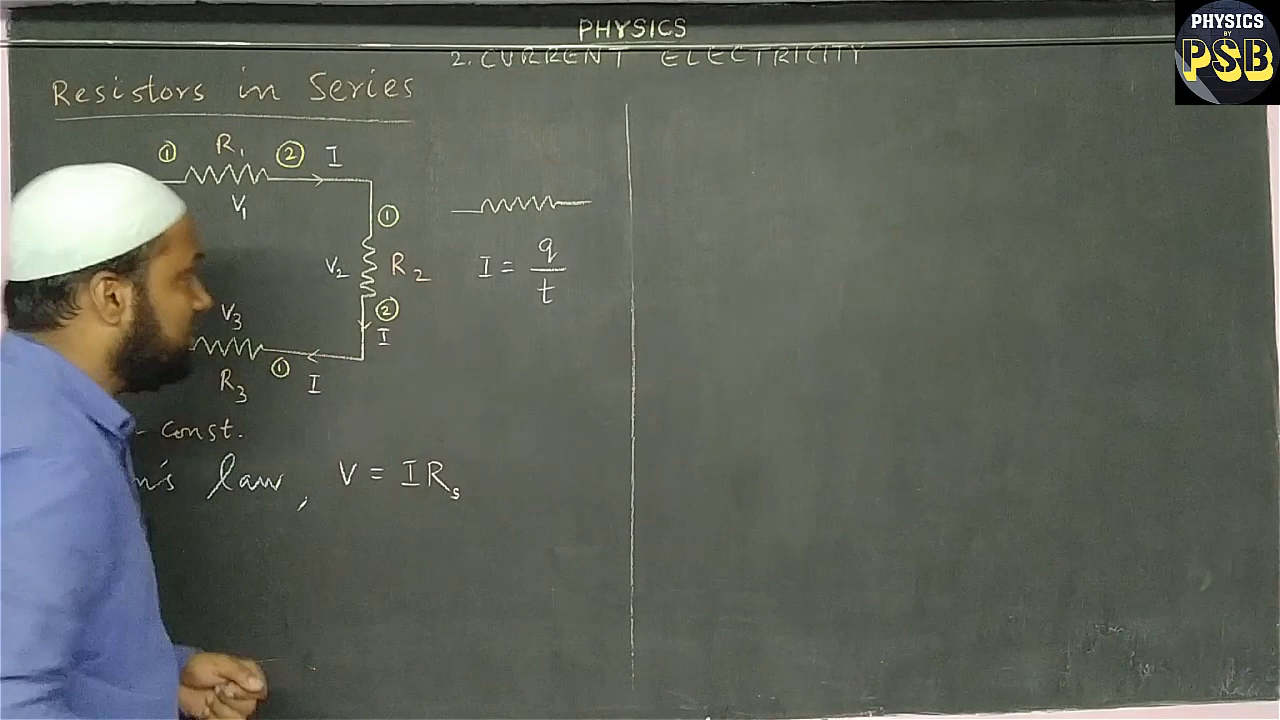 PHYSICS
PHYSICS
BY
PSB
2. CURRENT ELECTRICITY
Resistors in Series
① R₁ ② I
V₁
①
V₂ R₂
②
I
I = q/t
V₃
① I
R₃
- const.
law, V = IRₛ